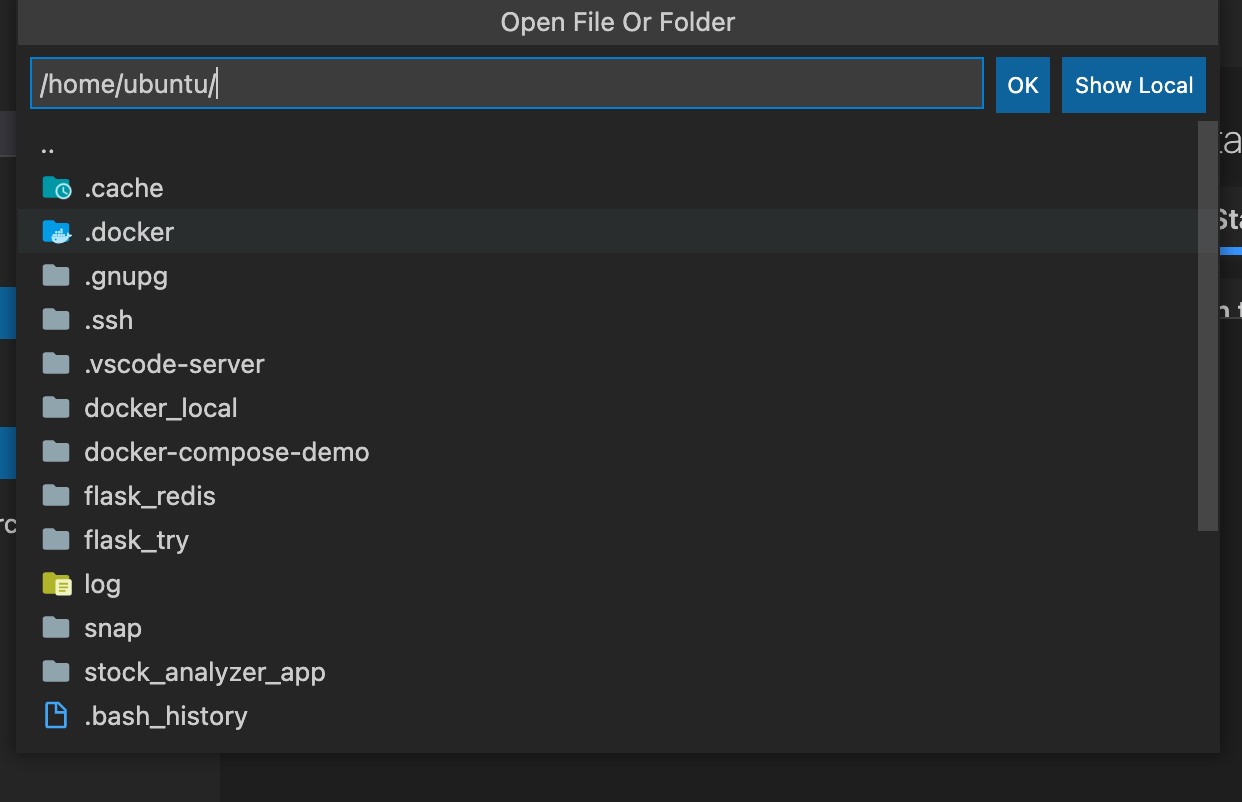 Open File Or Folder
/home/ubuntu/
OK
Show Local
..
.cache
.docker
.gnupg
.ssh
.vscode-server
docker_local
docker-compose-demo
flask_redis
flask_try
log
snap
stock_analyzer_app
.bash_history